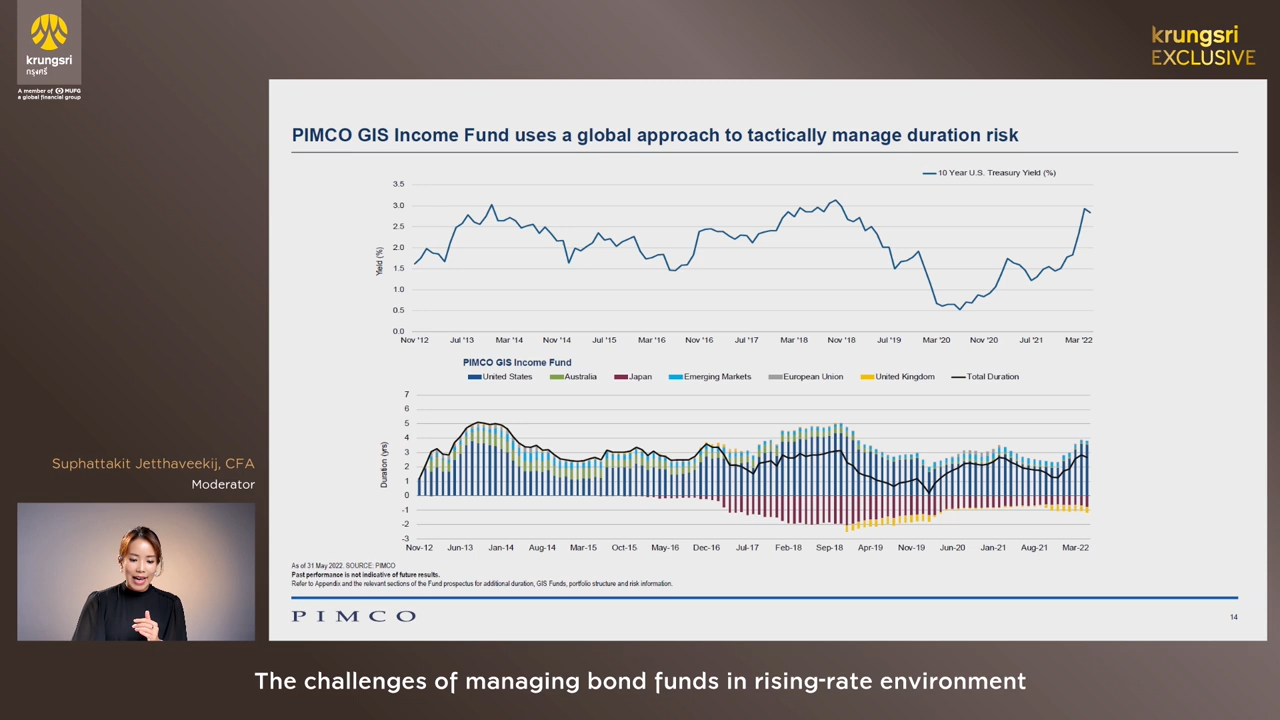 krungsri
กรุงศรี
A member of MUFG
a global financial group
krungsri
EXCLUSIVE
PIMCO GIS Income Fund uses a global approach to tactically manage duration risk
10 Year U.S. Treasury Yield (%)
3.5
3.0
2.5
2.0
1.5
1.0
0.5
0.0
Yield (%)
Nov '12 Jul '13 Mar '14 Nov '14 Jul '15 Mar '16 Nov '16 Jul '17 Mar '18 Nov '18 Jul '19 Mar '20 Nov '20 Jul '21 Mar '22
PIMCO GIS Income Fund
United States Australia Japan Emerging Markets European Union United Kingdom Total Duration
7
6
5
4
3
2
1
0
-1
-2
-3
Duration (yrs)
Nov-12 Jun-13 Jan-14 Aug-14 Mar-15 Oct-15 May-16 Dec-16 Jul-17 Feb-18 Sep-18 Apr-19 Nov-19 Jun-20 Jan-21 Aug-21 Mar-22
As of 31 May 2022. SOURCE: PIMCO
Past performance is not indicative of future results.
Refer to Appendix and the relevant sections of the Fund prospectus for additional duration, GIS Funds, portfolio structure and risk information.
PIMCO
14
Suphattakit Jetthaveekij, CFA
Moderator
The challenges of managing bond funds in rising-rate environment